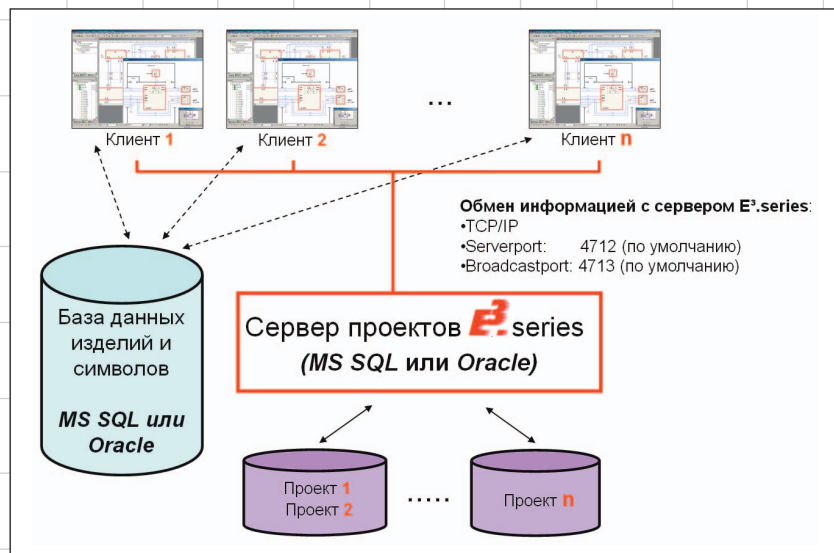 Клиент 1
Клиент 2
...
Клиент n
Обмен информацией с сервером E³.series:
•TCP/IP
•Serverport: 4712 (по умолчанию)
•Broadcastport: 4713 (по умолчанию)
База данных
изделий и
символов
MS SQL или
Oracle
Сервер проектов E³.series
(MS SQL или Oracle)
Проект 1
Проект 2
.....
Проект n